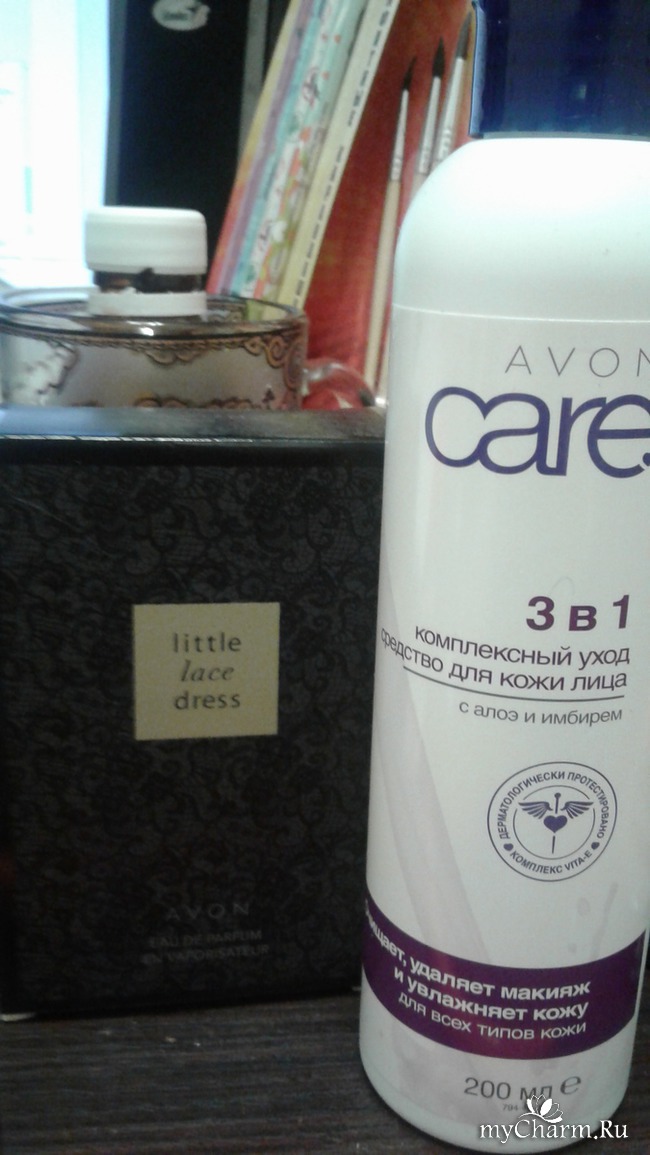 little
lace
dress
AVON
EAU DE PARFUM
EN VAPORISATEUR
AVON
care
3 в 1
комплексный уход
средство для кожи лица
с алоэ и имбирем
ДЕРМАТОЛОГИЧЕСКИ ПРОТЕСТИРОВАНО
КОМПЛЕКС VITA-E
Очищает, удаляет макияж
и увлажняет кожу
для всех типов кожи
200 мл e
myCharm.Ru